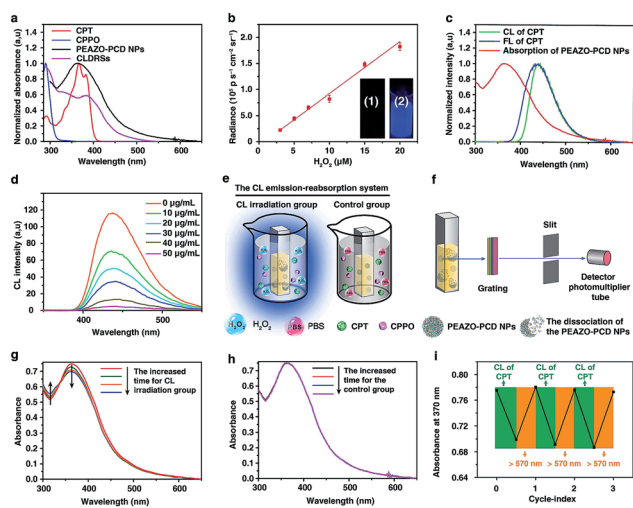 a
Normalized absorbance (a.u)
1.0
0.8
0.6
0.4
0.2
0.0
CPT
CPPO
PEAZO-PCD NPs
CLDRSs
300 400 500 600
Wavelength (nm)
b
Radiance (10⁵ p s⁻¹ cm⁻² sr⁻¹)
2.0
1.5
1.0
0.5
0
0 5 10 15 20
H₂O₂ (μM)
(1)
(2)
c
Normalized intensity (a.u)
1.0
0.8
0.6
0.4
0.2
0.0
CL of CPT
FL of CPT
Absorption of PEAZO-PCD NPs
300 400 500 600
Wavelength (nm)
d
CL intensity (a.u)
120
100
80
60
40
20
0
0 μg/mL
10 μg/mL
20 μg/mL
30 μg/mL
40 μg/mL
50 μg/mL
400 500
Wavelength (nm)
e
The CL emission-reabsorption system
CL irradiation group
Control group
H₂O₂
H₂O₂
PBS
PBS
CPT
CPPO
PEAZO-PCD NPs
The dissociation
of the PEAZO-PCD NPs
f
Slit
Grating
Detector
photomultiplier
tube
g
Absorbance
0.7
0.6
0.5
0.4
0.3
0.2
0.1
0.0
The increased
time for CL
irradiation group
300 400 500 600
Wavelength (nm)
h
Absorbance
0.7
0.6
0.5
0.4
0.3
0.2
0.1
0.0
The increased
time for the
control group
300 400 500 600
Wavelength (nm)
i
Absorbance at 370 nm
0.80
0.76
0.72
0.68
0.64
CL of
CPT
CL of
CPT
CL of
CPT
> 570 nm
> 570 nm
> 570 nm
0 1 2 3
Cycle-index